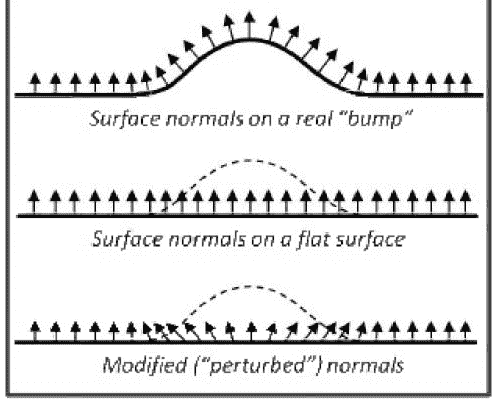 Surface normals on a real “bump”
Surface normals on a flat surface
Modified (“perturbed”) normals